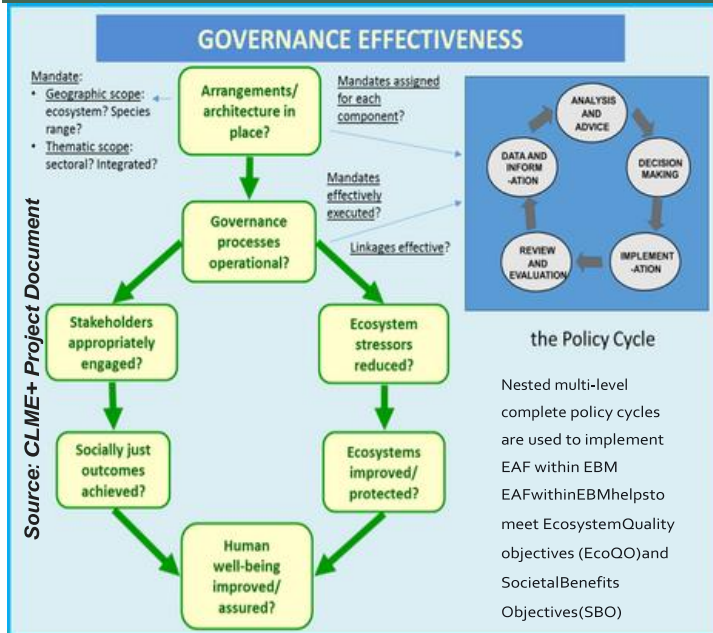 GOVERNANCE EFFECTIVENESS
Mandate:
• Geographic scope:
ecosystem? Species
range?
• Thematic scope:
sectoral? Integrated?
Arrangements/
architecture in
place?
Mandates assigned
for each
component?
Mandates
effectively
executed?
Linkages effective?
Governance
processes
operational?
Stakeholders
appropriately
engaged?
Ecosystem
stressors
reduced?
Socially just
outcomes
achieved?
Ecosystems
improved/
protected?
Human
well-being
improved/
assured?
ANALYSIS
AND
ADVICE
DECISION
MAKING
IMPLEMENT
-ATION
REVIEW
AND
EVALUATION
DATA AND
INFORM
-ATION
the Policy Cycle
Nested multi-level
complete policy cycles
are used to implement
EAF within EBM
EAFwithinEBMhelpsto
meet EcosystemQuality
objectives (EcoQO)and
SocietalBenefits
Objectives(SBO)
Source: CLME+ Project Document